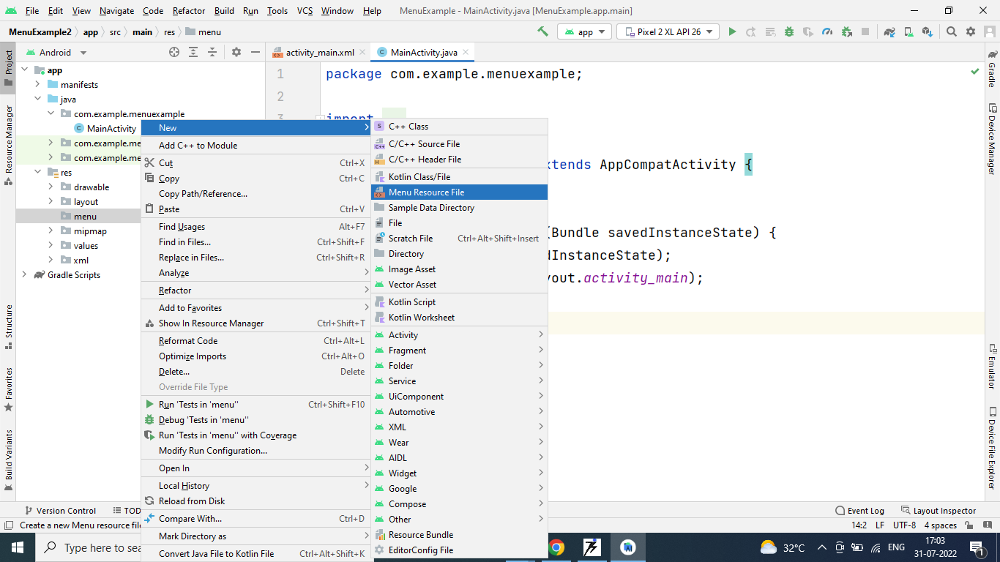 File Edit View Navigate Code Refactor Build Run Tools VCS Window Help MenuExample - MainActivity.java [MenuExample.app.main]
MenuExample2 app src main res menu app Pixel 2 XL API 26
Android activity_main.xml MainActivity.java
Project
Resource Manager
Structure
Favorites
Build Variants
app
manifests
java
com.example.menuexample
MainActivity
com.example.me
com.example.me
res
drawable
layout
menu
mipmap
values
xml
Gradle Scripts
New
Add C++ to Module
Cut Ctrl+X
Copy Ctrl+C
Copy Path/Reference...
Paste Ctrl+V
Find Usages Alt+F7
Find in Files... Ctrl+Shift+F
Replace in Files... Ctrl+Shift+R
Analyze
Refactor
Add to Favorites
Show In Resource Manager Ctrl+Shift+T
Reformat Code Ctrl+Alt+L
Optimize Imports Ctrl+Alt+O
Delete... Delete
Override File Type
Run 'Tests in 'menu'' Ctrl+Shift+F10
Debug 'Tests in 'menu''
Run 'Tests in 'menu'' with Coverage
Modify Run Configuration...
Open In
Local History
Reload from Disk
Compare With... Ctrl+D
Mark Directory as
Convert Java File to Kotlin File Ctrl+Alt+Shift+K
C++ Class
C/C++ Source File
C/C++ Header File
Kotlin Class/File
Menu Resource File
Sample Data Directory
File
Scratch File Ctrl+Alt+Shift+Insert
Directory
Image Asset
Vector Asset
Kotlin Script
Kotlin Worksheet
Activity
Fragment
Folder
Service
UiComponent
Automotive
XML
Wear
AIDL
Widget
Google
Compose
Other
Resource Bundle
EditorConfig File
1 package com.example.menuexample;
2
3 import
xtends AppCompatActivity {
(Bundle savedInstanceState) {
dInstanceState);
yout.activity_main);
Gradle
Device Manager
Emulator
Device File Explorer
Version Control TOD Event Log Layout Inspector
Create a new Menu resource file 14:2 LF UTF-8 4 spaces
Type here to sea 32°C ENG 17:03
31-07-2022
1